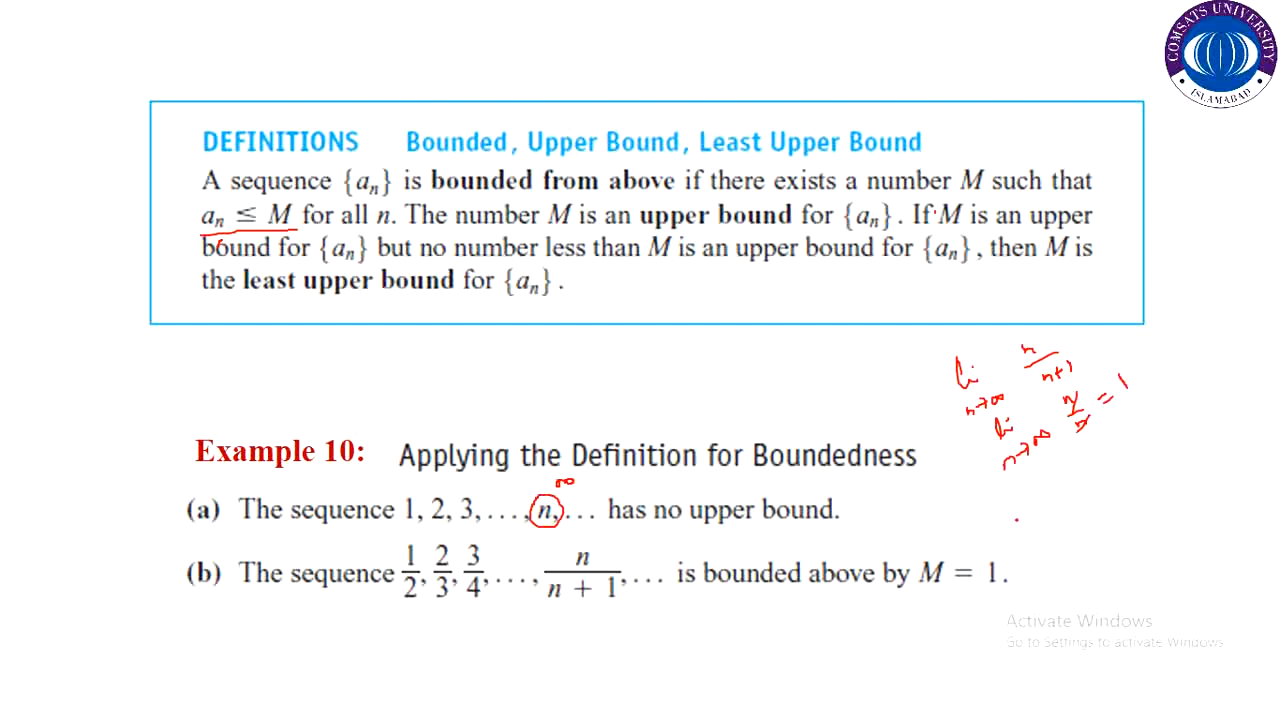 COMSATS UNIVERSITY
ISLAMABAD
DEFINITIONS Bounded, Upper Bound, Least Upper Bound
A sequence {aₙ} is bounded from above if there exists a number M such that
aₙ ≤ M for all n. The number M is an upper bound for {aₙ}. If M is an upper
bound for {aₙ} but no number less than M is an upper bound for {aₙ}, then M is
the least upper bound for {aₙ}.
li n/n+1
n→∞
li n/n = 1
n→∞
Example 10: Applying the Definition for Boundedness
∞
(a) The sequence 1, 2, 3, . . . , n, . . . has no upper bound.
(b) The sequence 1/2, 2/3, 3/4, . . . , n/n + 1, . . . is bounded above by M = 1.
Activate Windows
Go to Settings to activate Windows